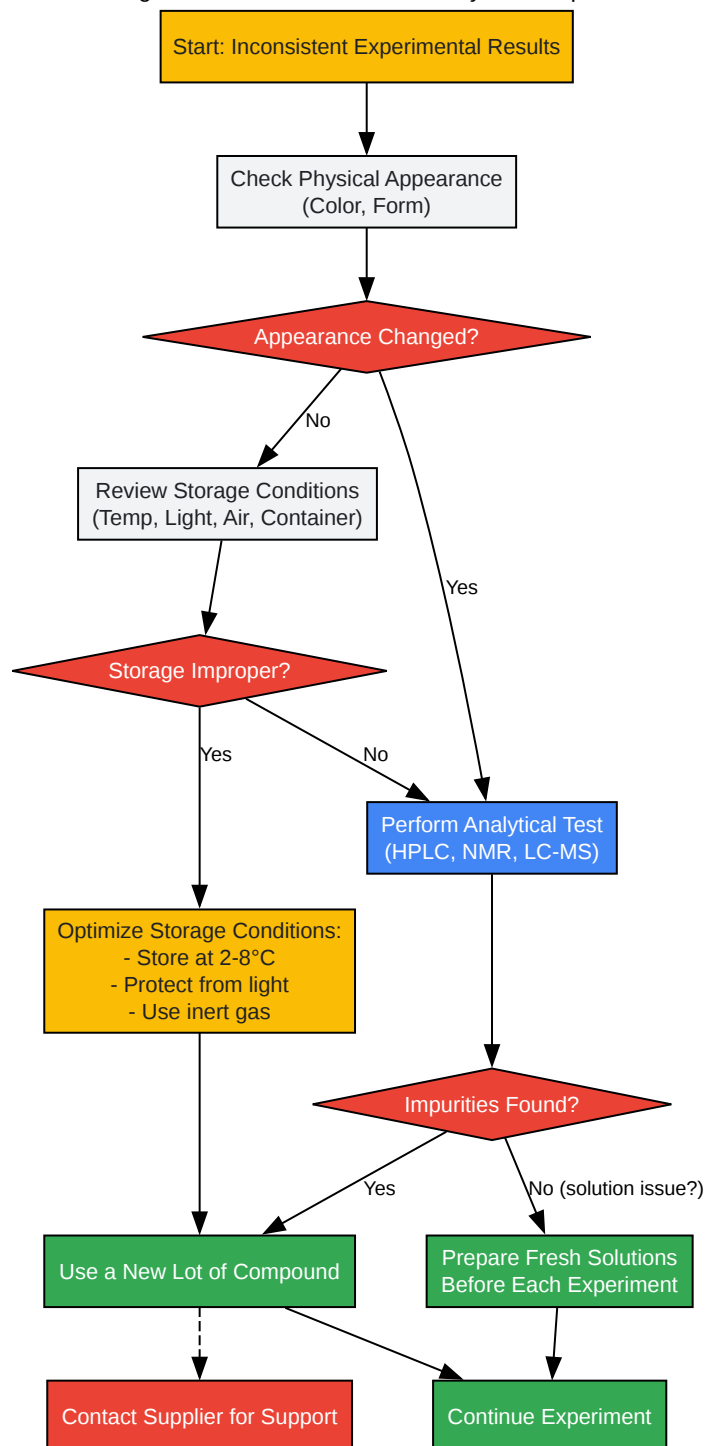 Start: Inconsistent Experimental Results
Check Physical Appearance
(Color, Form)
Appearance Changed?
No
Review Storage Conditions
(Temp, Light, Air, Container)
Yes
Storage Improper?
Yes
No
Perform Analytical Test
(HPLC, NMR, LC-MS)
Optimize Storage Conditions:
- Store at 2-8°C
- Protect from light
- Use inert gas
Impurities Found?
Yes
No (solution issue?)
Use a New Lot of Compound
Prepare Fresh Solutions
Before Each Experiment
Contact Supplier for Support
Continue Experiment